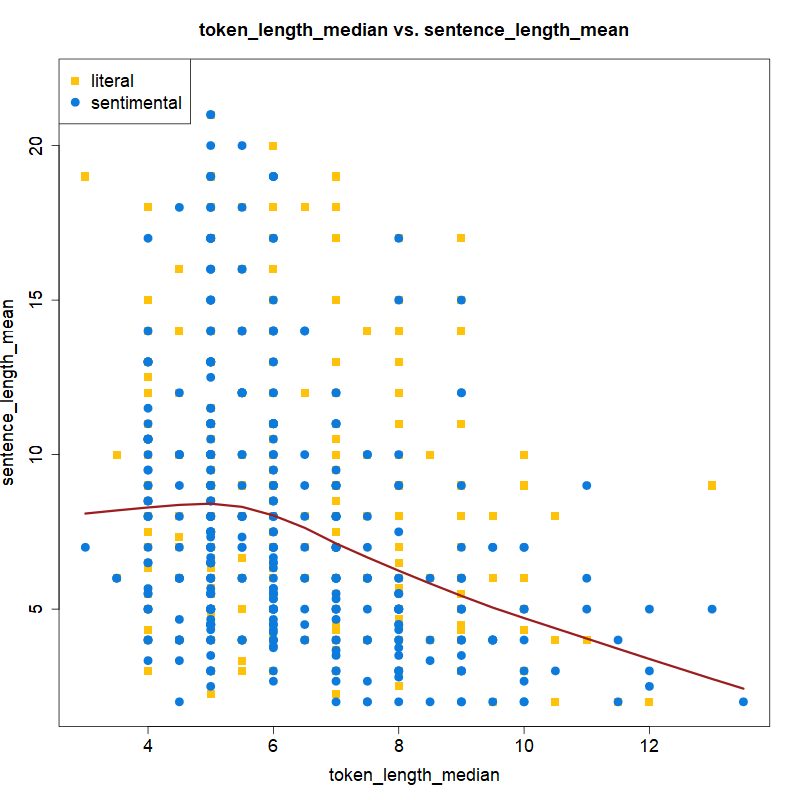 token_length_median vs. sentence_length_mean
literal
sentimental
20
15
10
5
sentence_length_mean
4 6 8 10 12
token_length_median